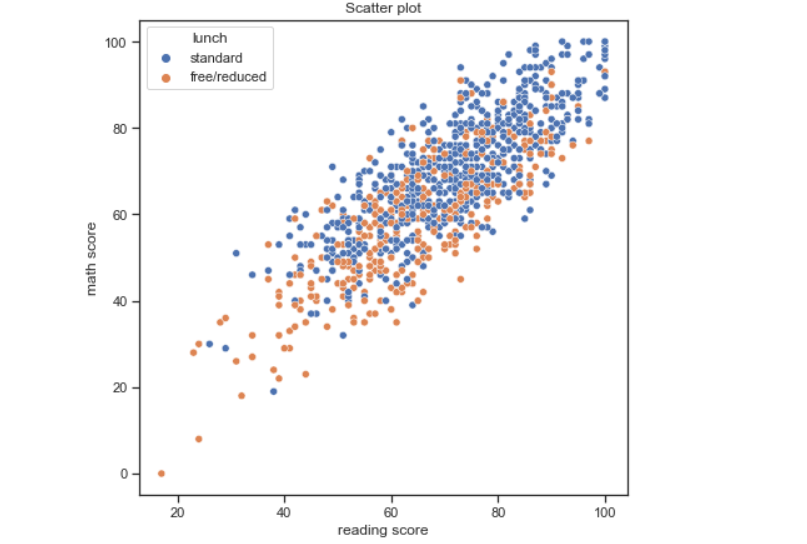 Scatter plot
lunch
standard
free/reduced
100
80
60
40
20
0
math score
20 40 60 80 100
reading score